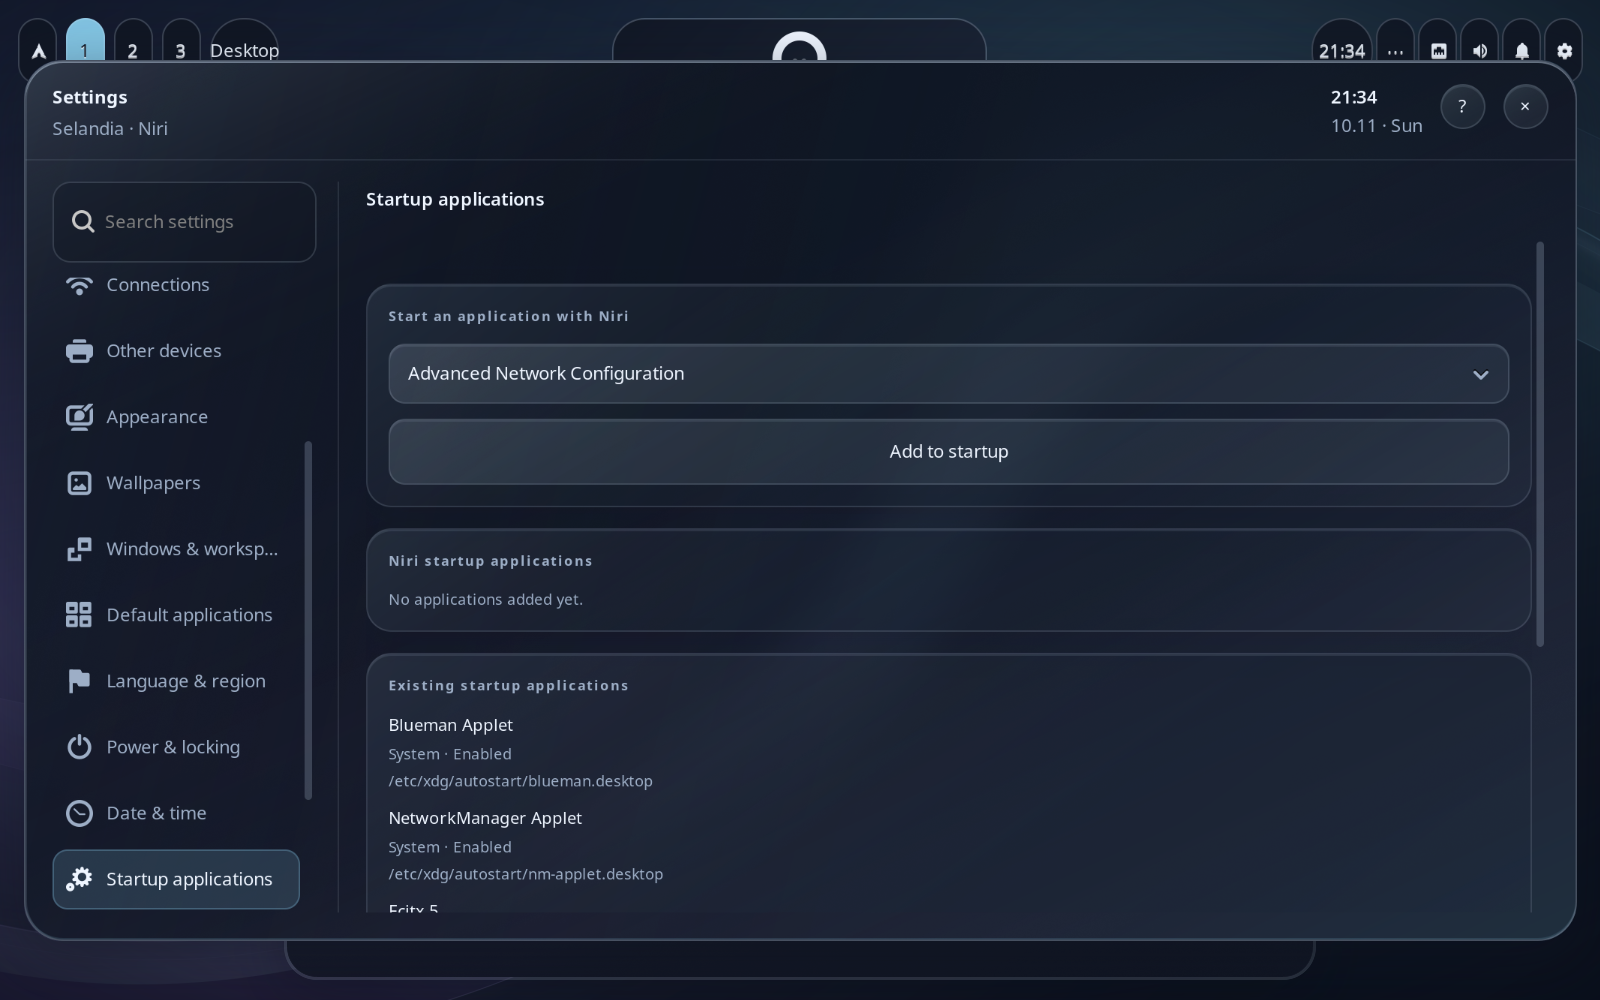 1
2
3
Desktop
21:34
Settings
Selandia · Niri
21:34
10.11 · Sun
?
×
Search settings
Connections
Other devices
Appearance
Wallpapers
Windows & worksp...
Default applications
Language & region
Power & locking
Date & time
Startup applications
Startup applications
Start an application with Niri
Advanced Network Configuration
Add to startup
Niri startup applications
No applications added yet.
Existing startup applications
Blueman Applet
System · Enabled
/etc/xdg/autostart/blueman.desktop
NetworkManager Applet
System · Enabled
/etc/xdg/autostart/nm-applet.desktop
Fcitx 5